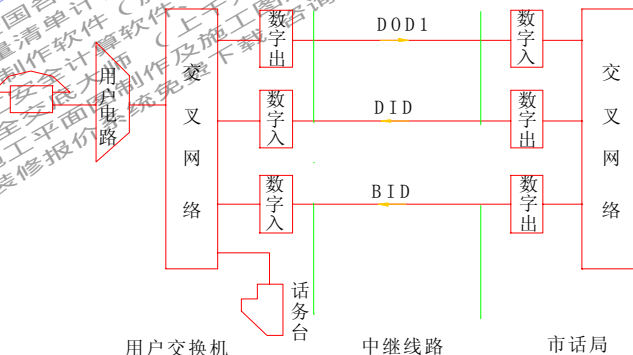 数字出
DOD1
数字入
用户电路
交叉网络
数字入
DID
数字出
交叉网络
数字入
BID
数字出
话务台
用户交换机
中继线路
市话局